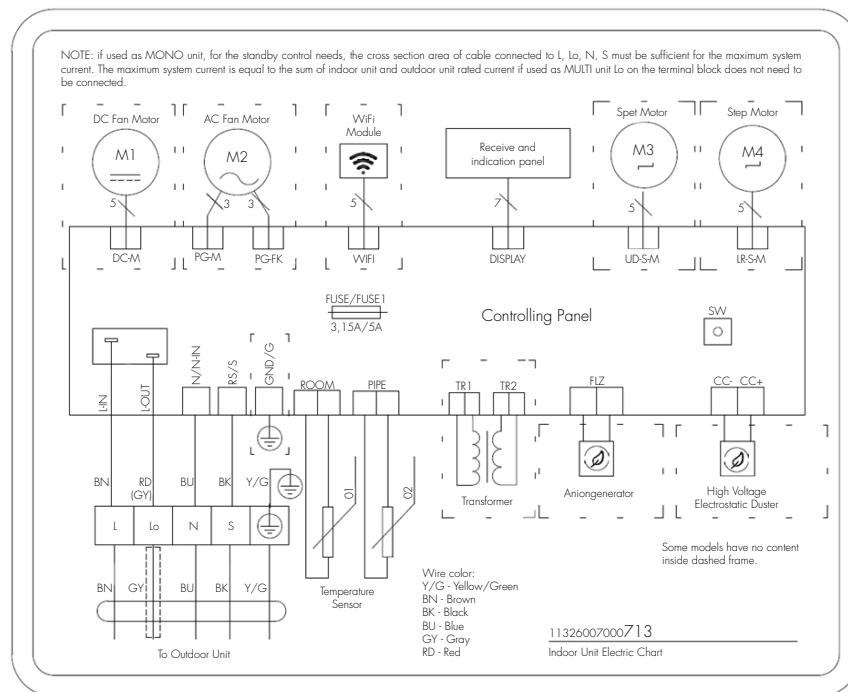 NOTE: if used as MONO unit, for the standby control needs, the cross section area of cable connected to L, Lo, N, S must be sufficient for the maximum system
current. The maximum system current is equal to the sum of indoor unit and outdoor unit rated current if used as MULTI unit Lo on the terminal block does not need to
be connected.
DC Fan Motor
AC Fan Motor
WiFi
Module
Spet Motor
Step Motor
M1
M2
Receive and
indication panel
M3
M4
5
3
3
5
7
5
5
DC-M
PG-M
PG-FK
WIFI
DISPLAY
UD-S-M
LR-S-M
FUSE/FUSE1
3,15A/5A
Controlling Panel
SW
L-IN
L-OUT
N/N-IN
RS/S
GND/G
ROOM
PIPE
TR1
TR2
FLZ
CC-
CC+
BN
RD
(GY)
BU
BK
Y/G
01
02
Transformer
Aniongenerator
High Voltage
Electrostatic Duster
L
Lo
N
S
Some models have no content
inside dashed frame.
BN
GY
BU
BK
Y/G
Temperature
Sensor
Wire color:
Y/G - Yellow/Green
BN - Brown
BK - Black
BU - Blue
GY - Gray
RD - Red
To Outdoor Unit
11326007000713
Indoor Unit Electric Chart